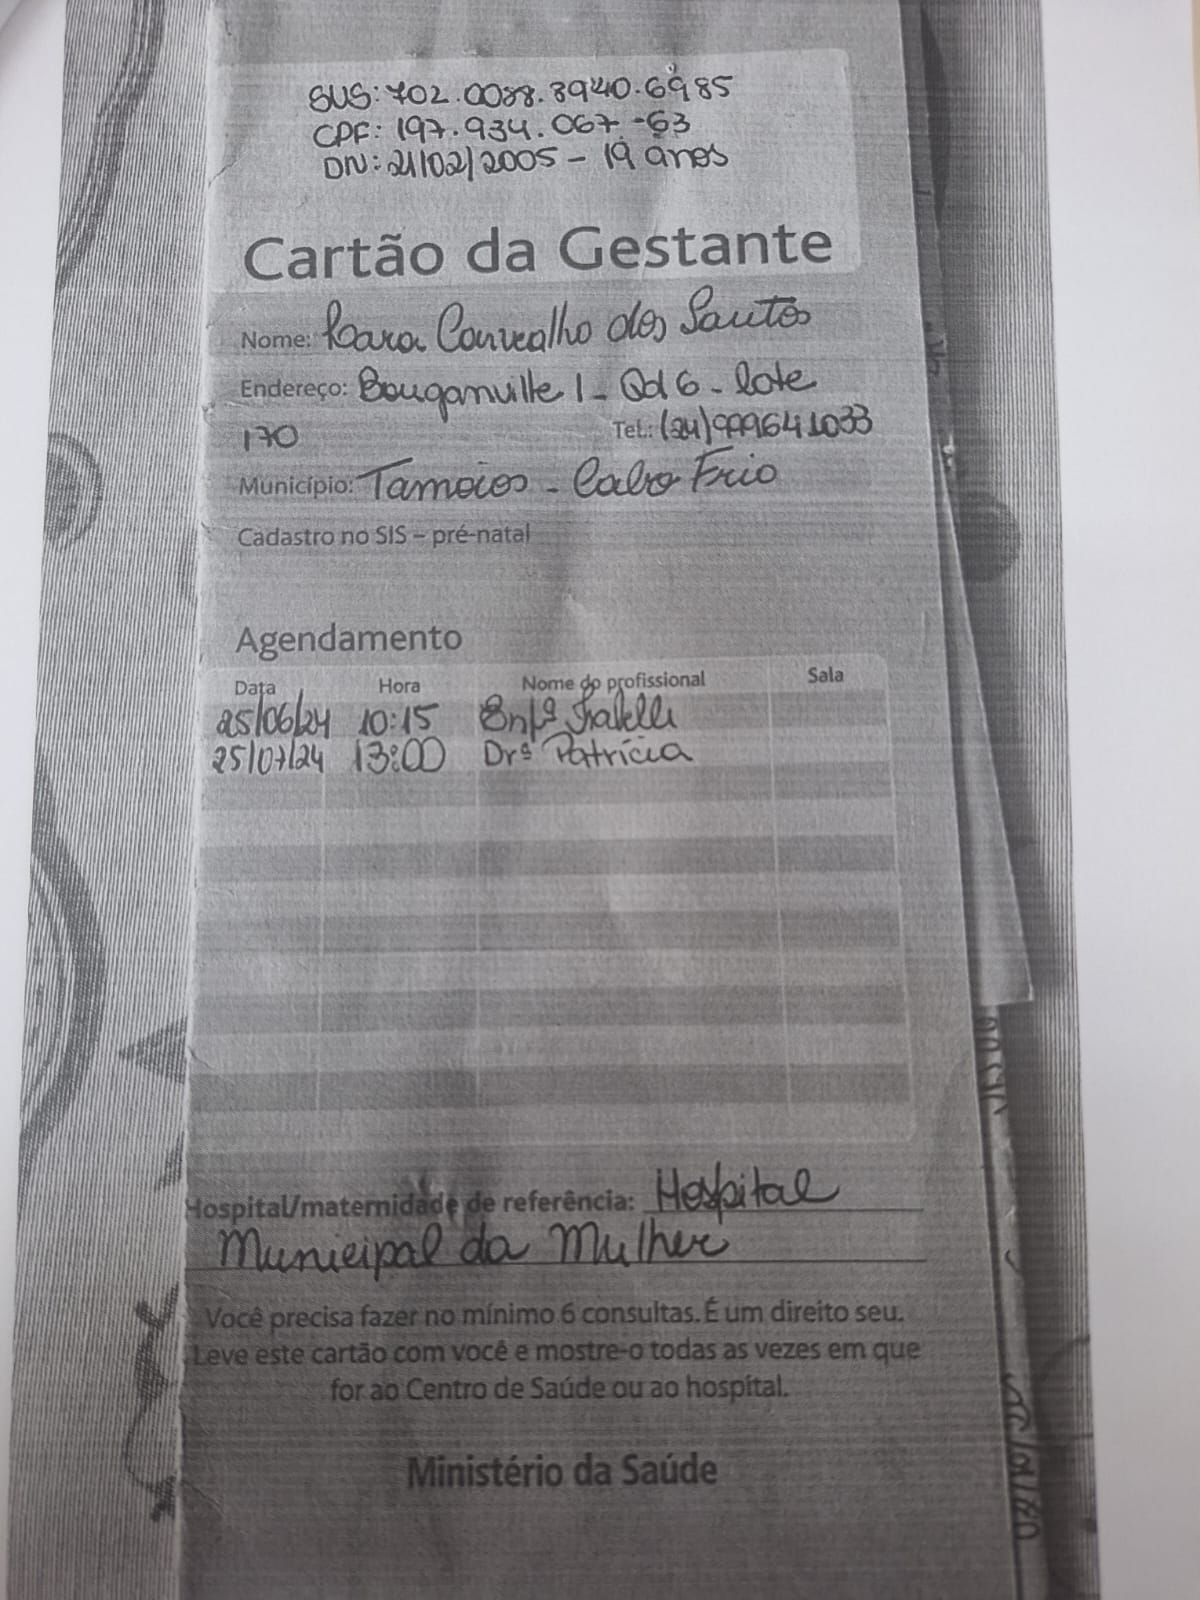 SUS: 702.0088.3940.6985
CPF: 197.934.067-63
DN: 21/02/2005 - 19 anos
Cartão da Gestante
Nome: Carvalho dos Santos
Endereço: Bouganville 1 - Qd 6 - lote
170 Tel.: (24)999641033
Município: Tamoios - Cabo Frio
Cadastro no SIS – pré-natal
Agendamento
Data Hora Nome do profissional Sala
25/06/24 10:15 Enfª
25/07/24 13:00 Drª Patrícia
Hospital/maternidade de referência: Hospital
Municipal da Mulher
Você precisa fazer no mínimo 6 consultas. É um direito seu.
Leve este cartão com você e mostre-o todas as vezes em que
for ao Centro de Saúde ou ao hospital.
Ministério da Saúde